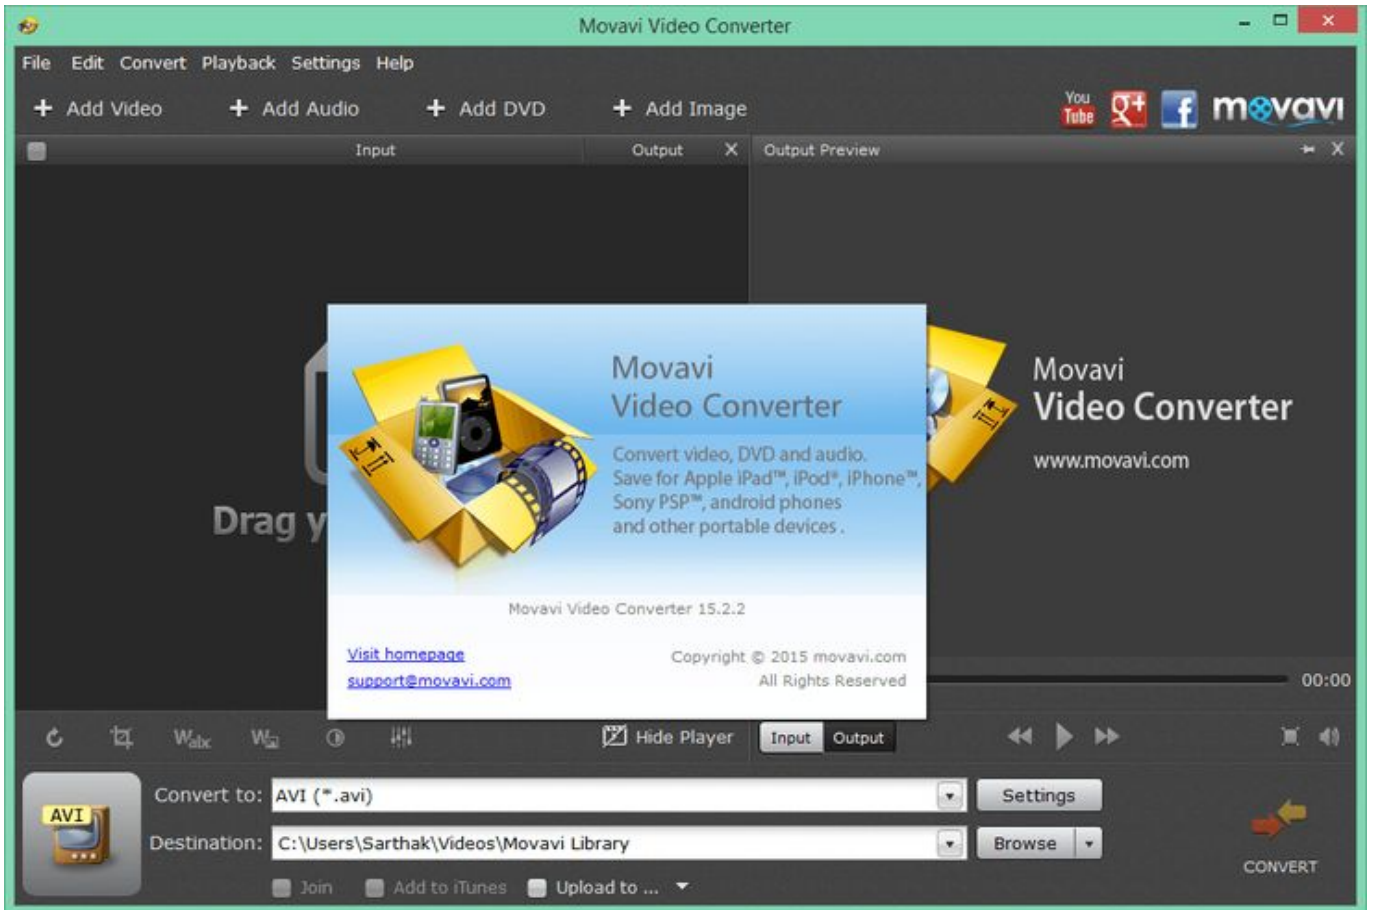 Movavi Video Converter
File Edit Convert Playback Settings Help
+ Add Video + Add Audio + Add DVD + Add Image
You
Tube
g+ f movavi
Input Output X Output Preview X
Drag y
Movavi
Video Converter
Convert video, DVD and audio.
Save for Apple iPad™, iPod®, iPhone™,
Sony PSP™, android phones
and other portable devices .
Movavi Video Converter 15.2.2
Visit homepage
support@movavi.com
Copyright © 2015 movavi.com
All Rights Reserved
Movavi
Video Converter
www.movavi.com
00:00
Wabc W Hide Player Input Output
AVI
Convert to: AVI (*.avi) Settings
Destination: C:\Users\Sarthak\Videos\Movavi Library Browse
Join Add to iTunes Upload to ...
CONVERT